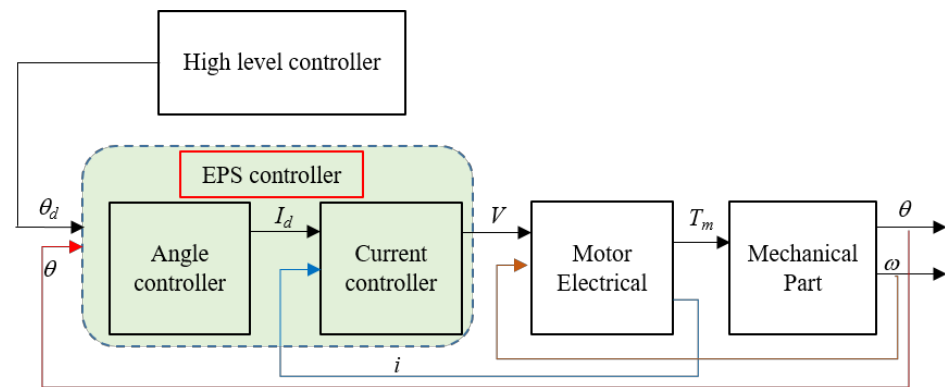 High level controller
EPS controller
θd
Id
V
Tm
θ
Angle
controller
Current
controller
Motor
Electrical
Mechanical
Part
θ
ω
i